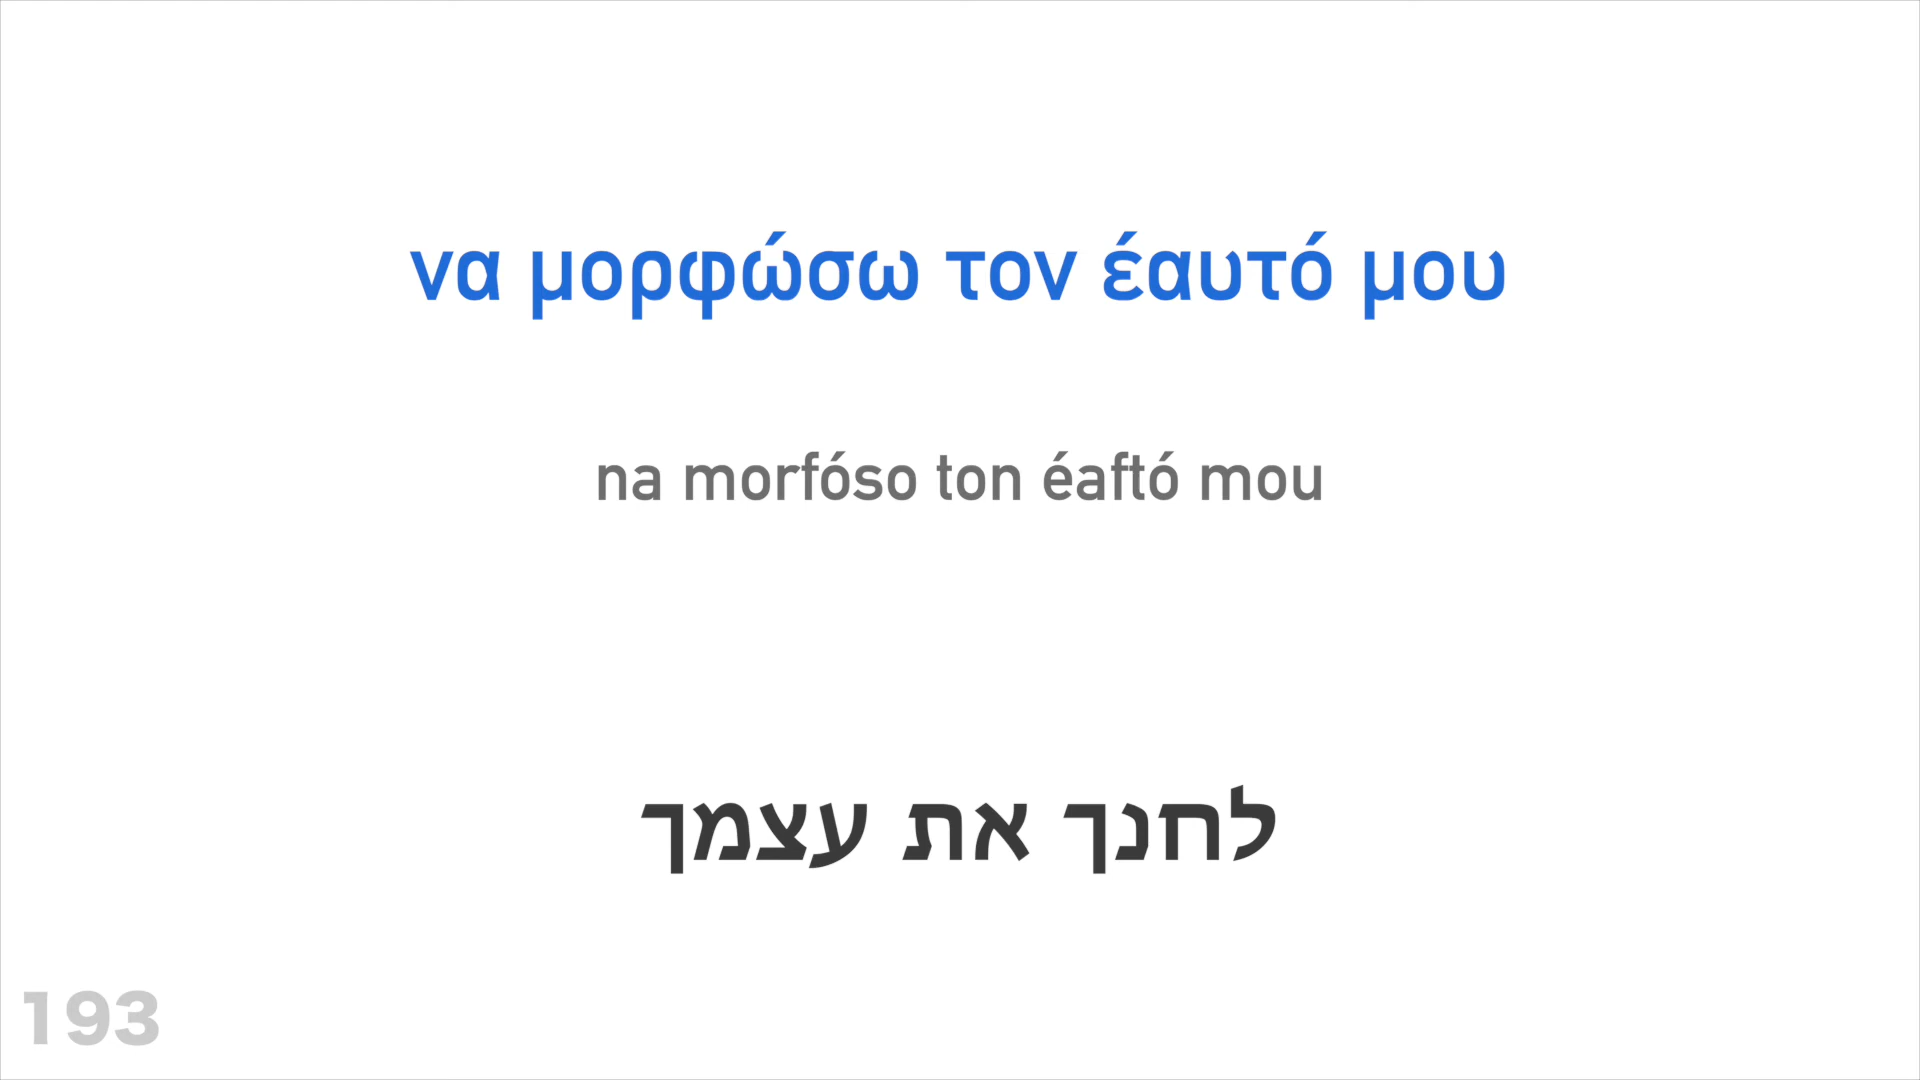 να μορφώσω τον έαυτό μου
na morfóso ton éaftó mou
לחנך את עצמך
193